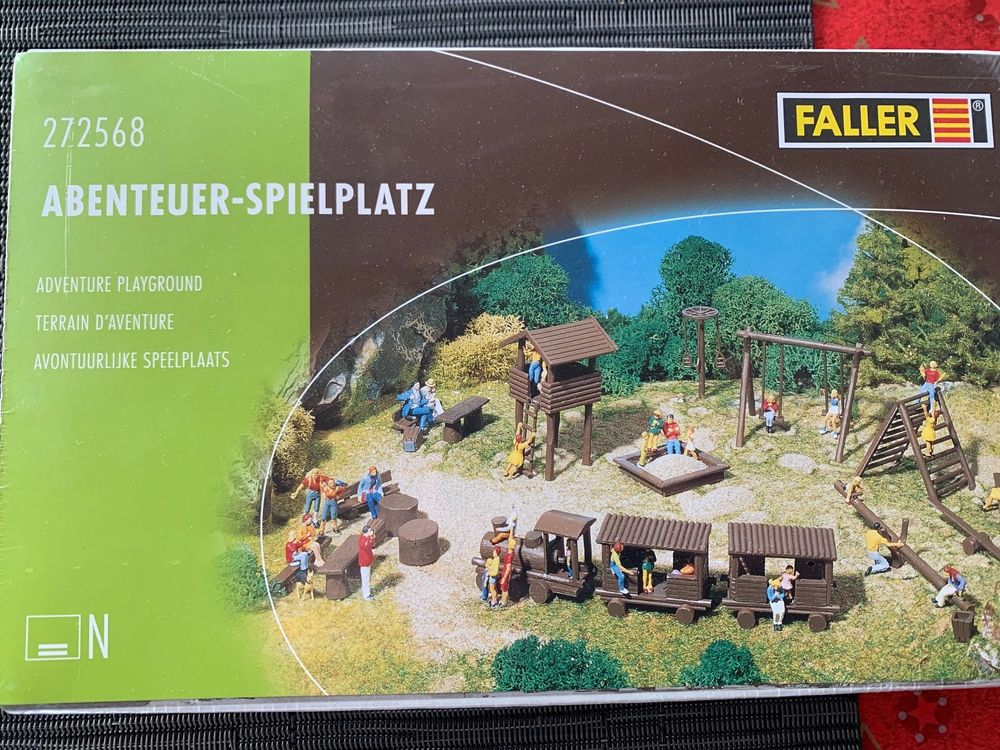 272568
FALLER®
ABENTEUER-SPIELPLATZ
ADVENTURE PLAYGROUND
TERRAIN D'AVENTURE
AVONTUURLIJKE SPEELPLAATS
N